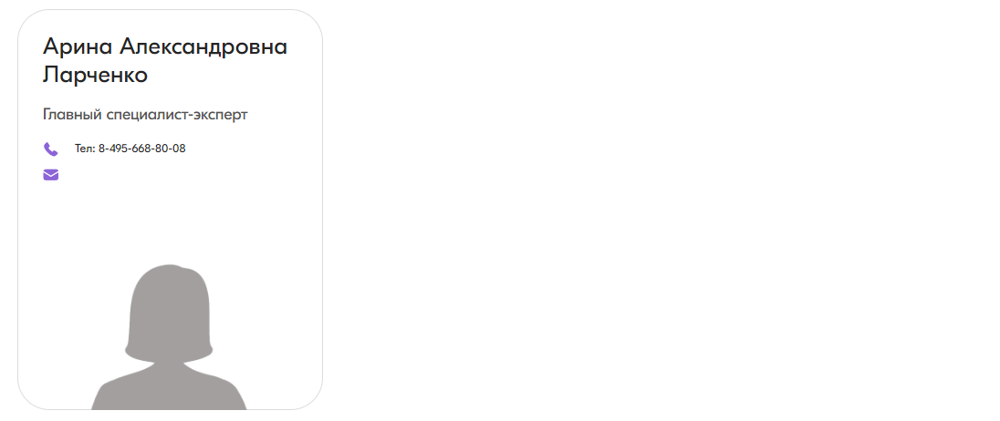 Арина Александровна
Ларченко
Главный специалист-эксперт
Тел: 8-495-668-80-08